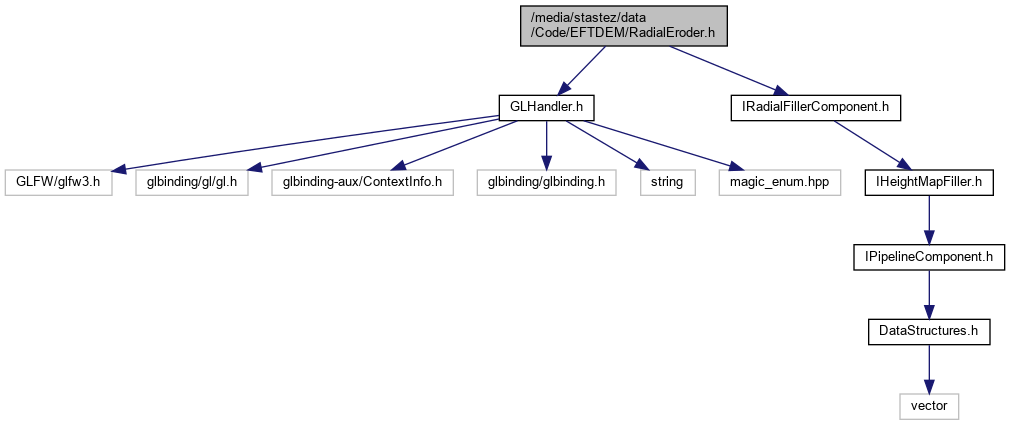 /media/stastez/data
/Code/EFTDEM/RadialEroder.h
GLHandler.h
IRadialFillerComponent.h
GLFW/glfw3.h
glbinding/gl/gl.h
glbinding-aux/ContextInfo.h
glbinding/glbinding.h
string
magic_enum.hpp
IHeightMapFiller.h
IPipelineComponent.h
DataStructures.h
vector